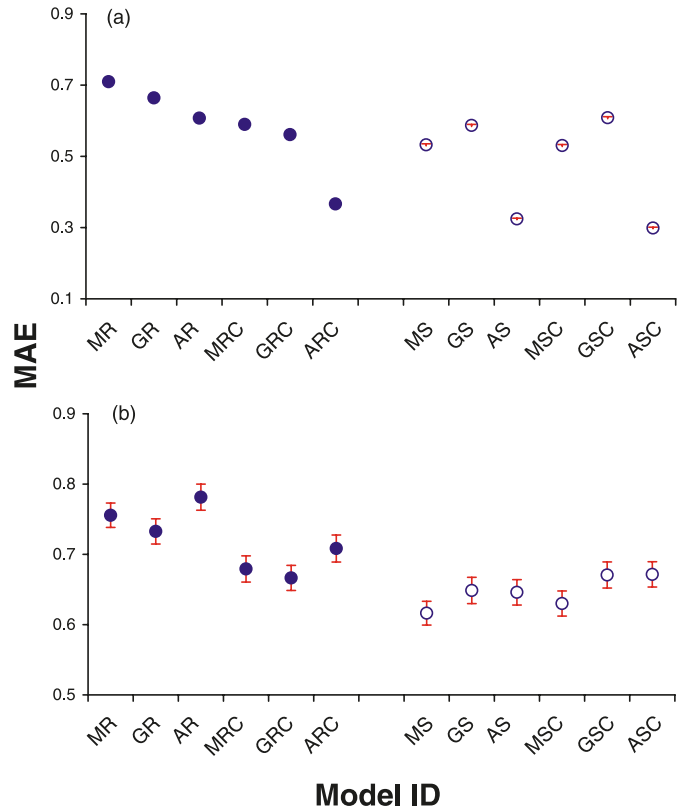 (a)
0.9
0.7
0.5
0.3
0.1
MR GR AR MRC GRC ARC MS GS AS MSC GSC ASC
MAE
(b)
0.9
0.8
0.7
0.6
0.5
MR GR AR MRC GRC ARC MS GS AS MSC GSC ASC
Model ID